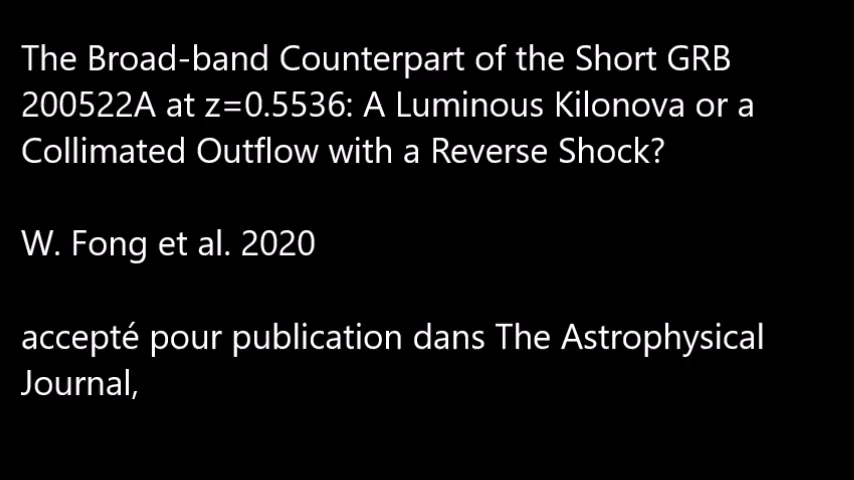 The Broad-band Counterpart of the Short GRB
200522A at z=0.5536: A Luminous Kilonova or a
Collimated Outflow with a Reverse Shock?
W. Fong et al. 2020
accepté pour publication dans The Astrophysical
Journal,